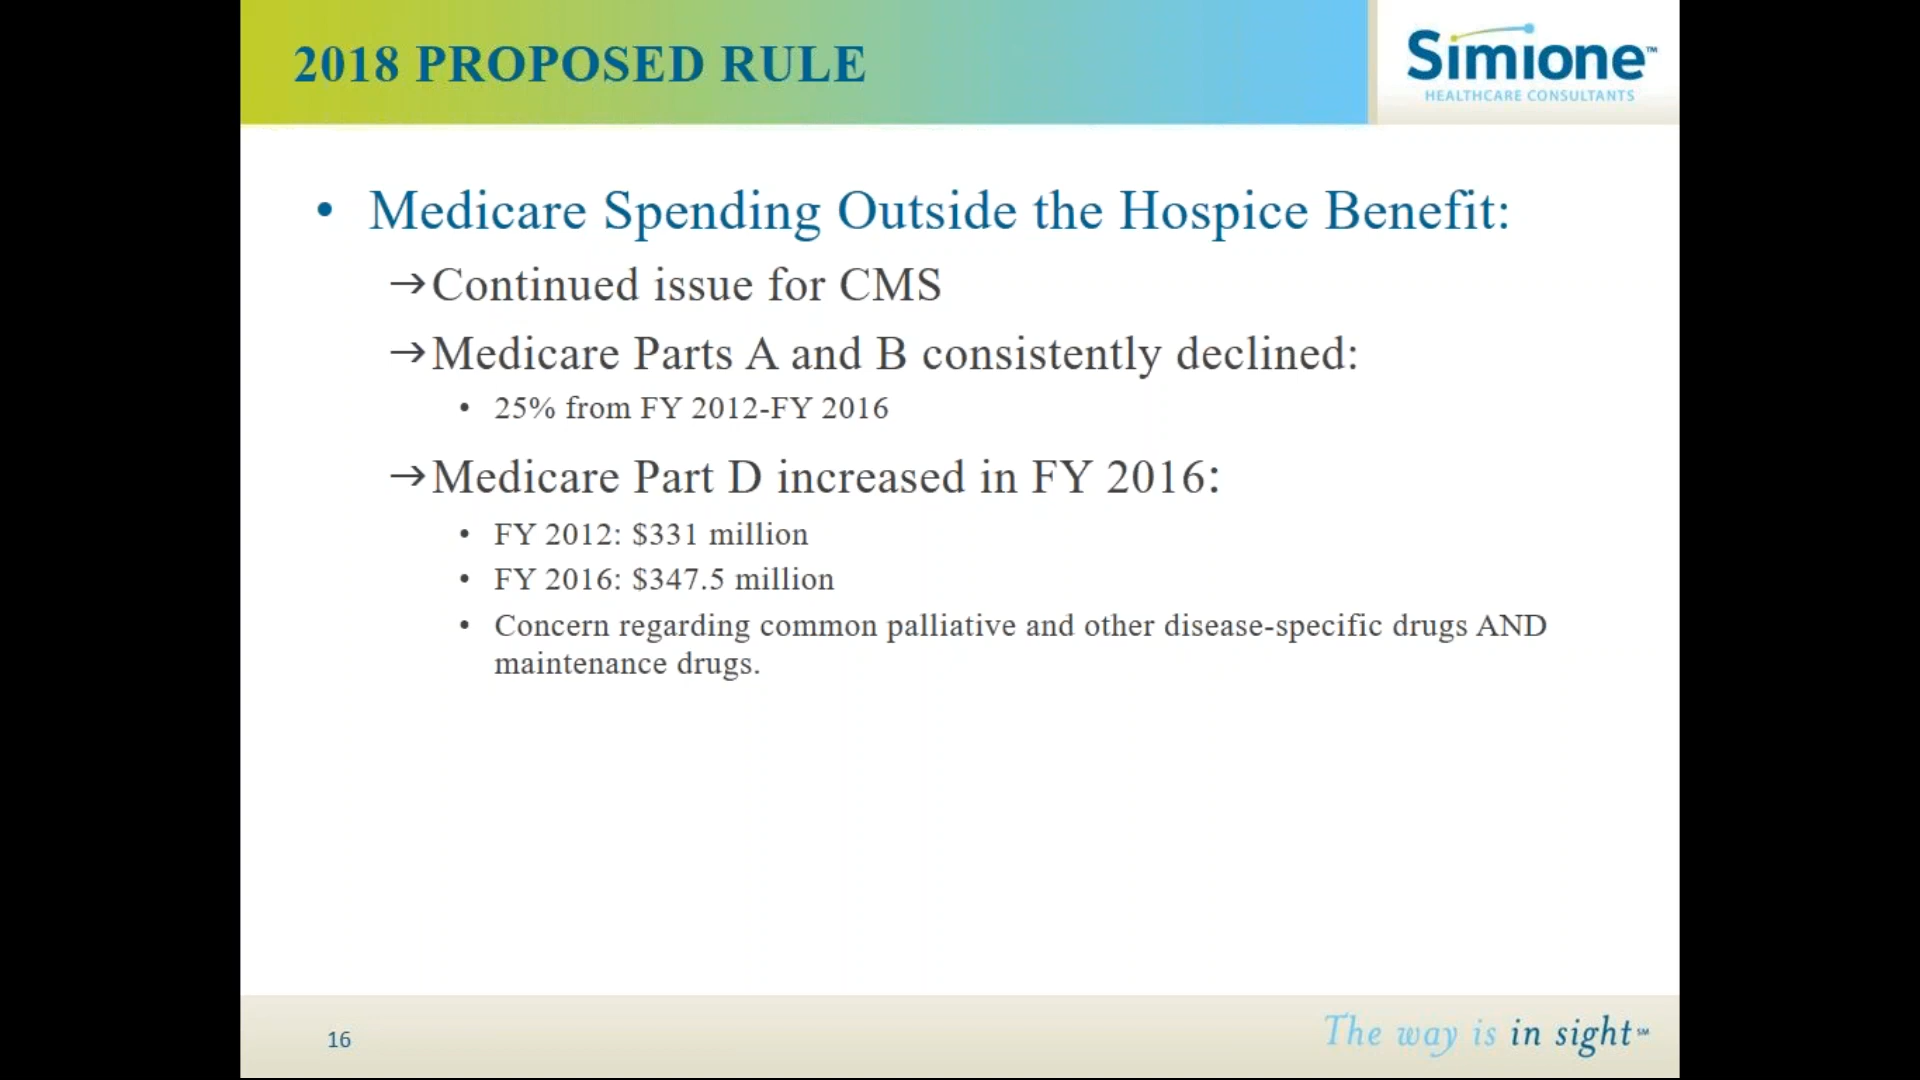 2018 PROPOSED RULE
Simione™
HEALTHCARE CONSULTANTS
• Medicare Spending Outside the Hospice Benefit:
→Continued issue for CMS
→Medicare Parts A and B consistently declined:
• 25% from FY 2012-FY 2016
→Medicare Part D increased in FY 2016:
• FY 2012: $331 million
• FY 2016: $347.5 million
• Concern regarding common palliative and other disease-specific drugs AND
maintenance drugs.
16
The way is in sight℠